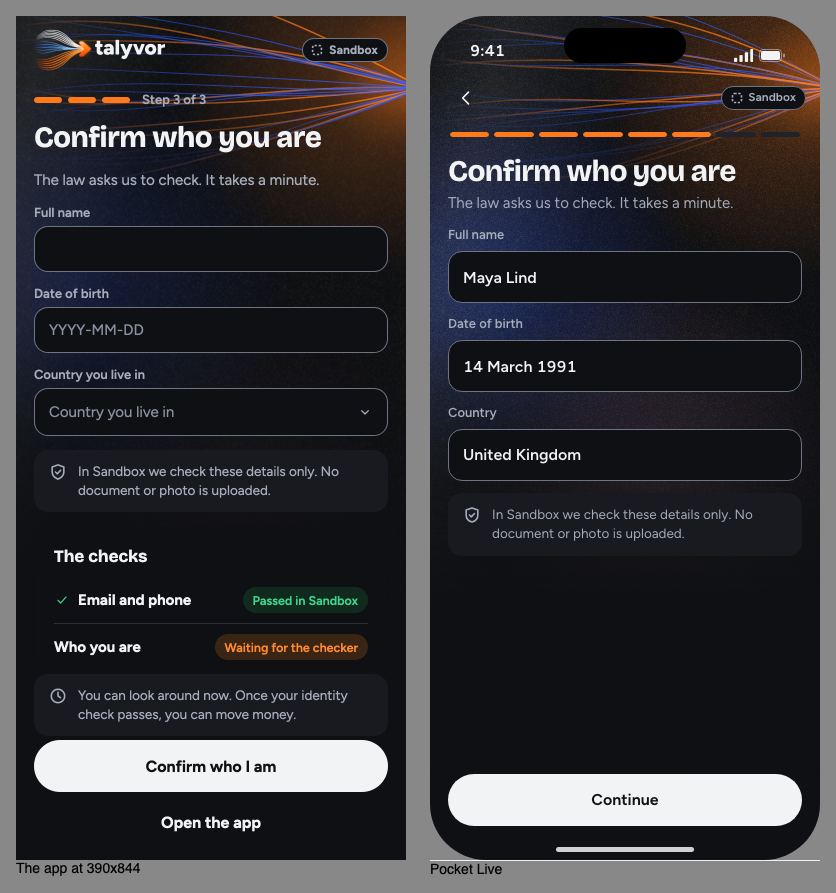 talyvor
Sandbox
Step 3 of 3
Confirm who you are
The law asks us to check. It takes a minute.
Full name
Date of birth
YYYY-MM-DD
Country you live in
Country you live in
In Sandbox we check these details only. No
document or photo is uploaded.
The checks
Email and phone
Passed in Sandbox
Who you are
Waiting for the checker
You can look around now. Once your identity
check passes, you can move money.
Confirm who I am
Open the app
The app at 390x844
9:41
Sandbox
Confirm who you are
The law asks us to check. It takes a minute.
Full name
Maya Lind
Date of birth
14 March 1991
Country
United Kingdom
In Sandbox we check these details only. No
document or photo is uploaded.
Continue
Pocket Live